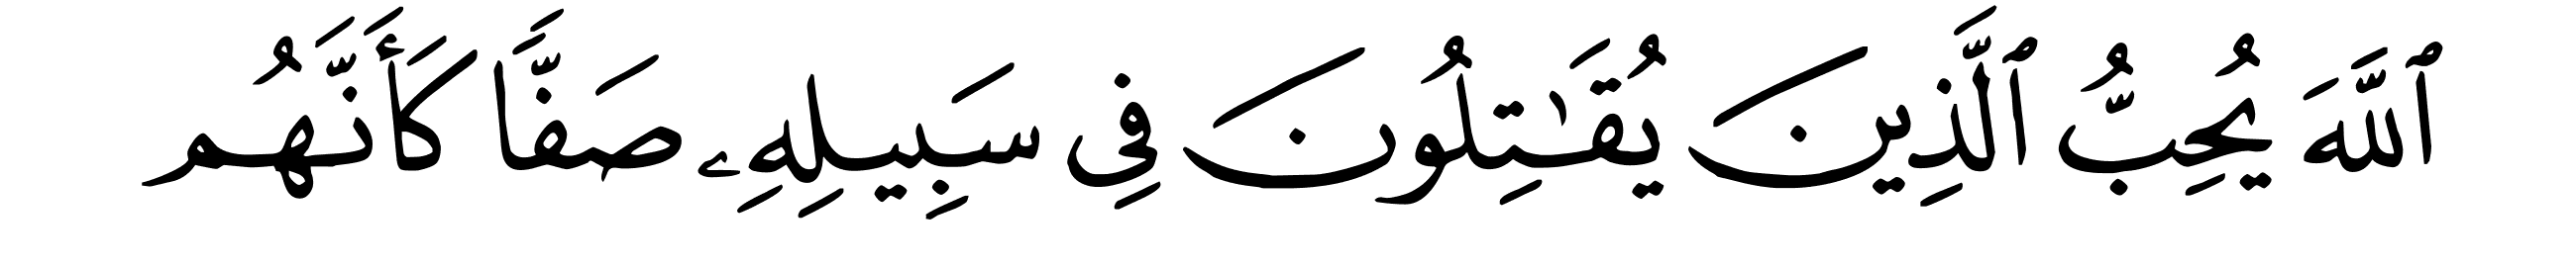 ٱللَّهَ يُحِبُّ ٱلَّذِينَ يُقَـٰتِلُونَ فِى سَبِيلِهِۦ صَفًّا كَأَنَّهُم